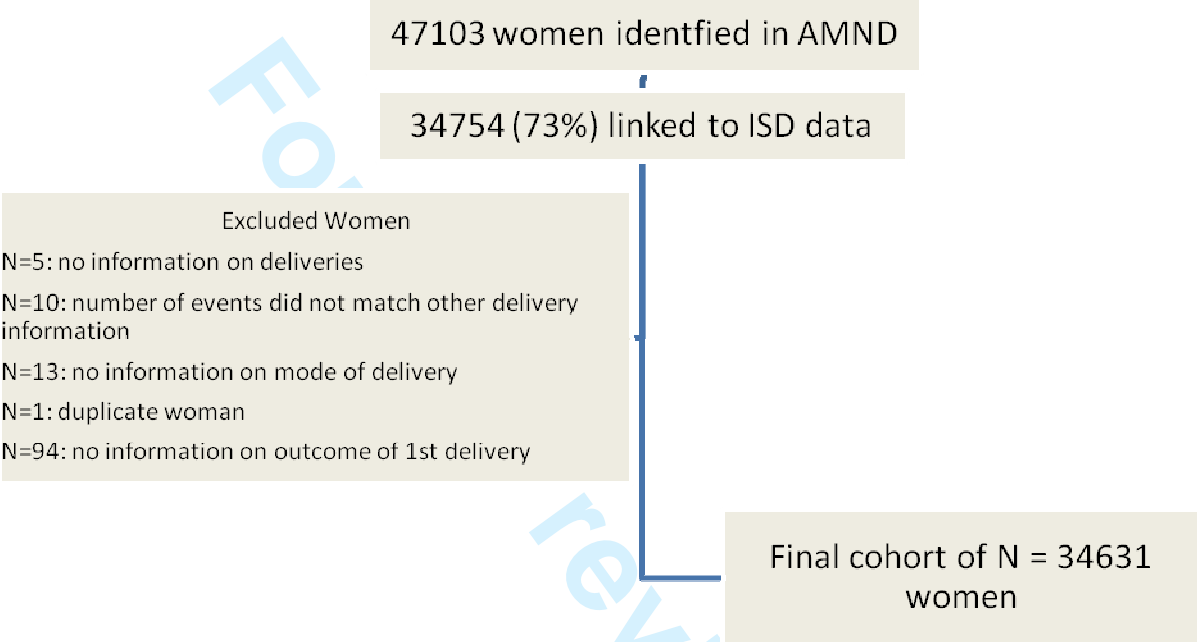 47103 women identfied in AMND
34754 (73%) linked to ISD data
Excluded Women
N=5: no information on deliveries
N=10: number of events did not match other delivery
information
N=13: no information on mode of delivery
N=1: duplicate woman
N=94: no information on outcome of 1st delivery
Final cohort of N = 34631
women